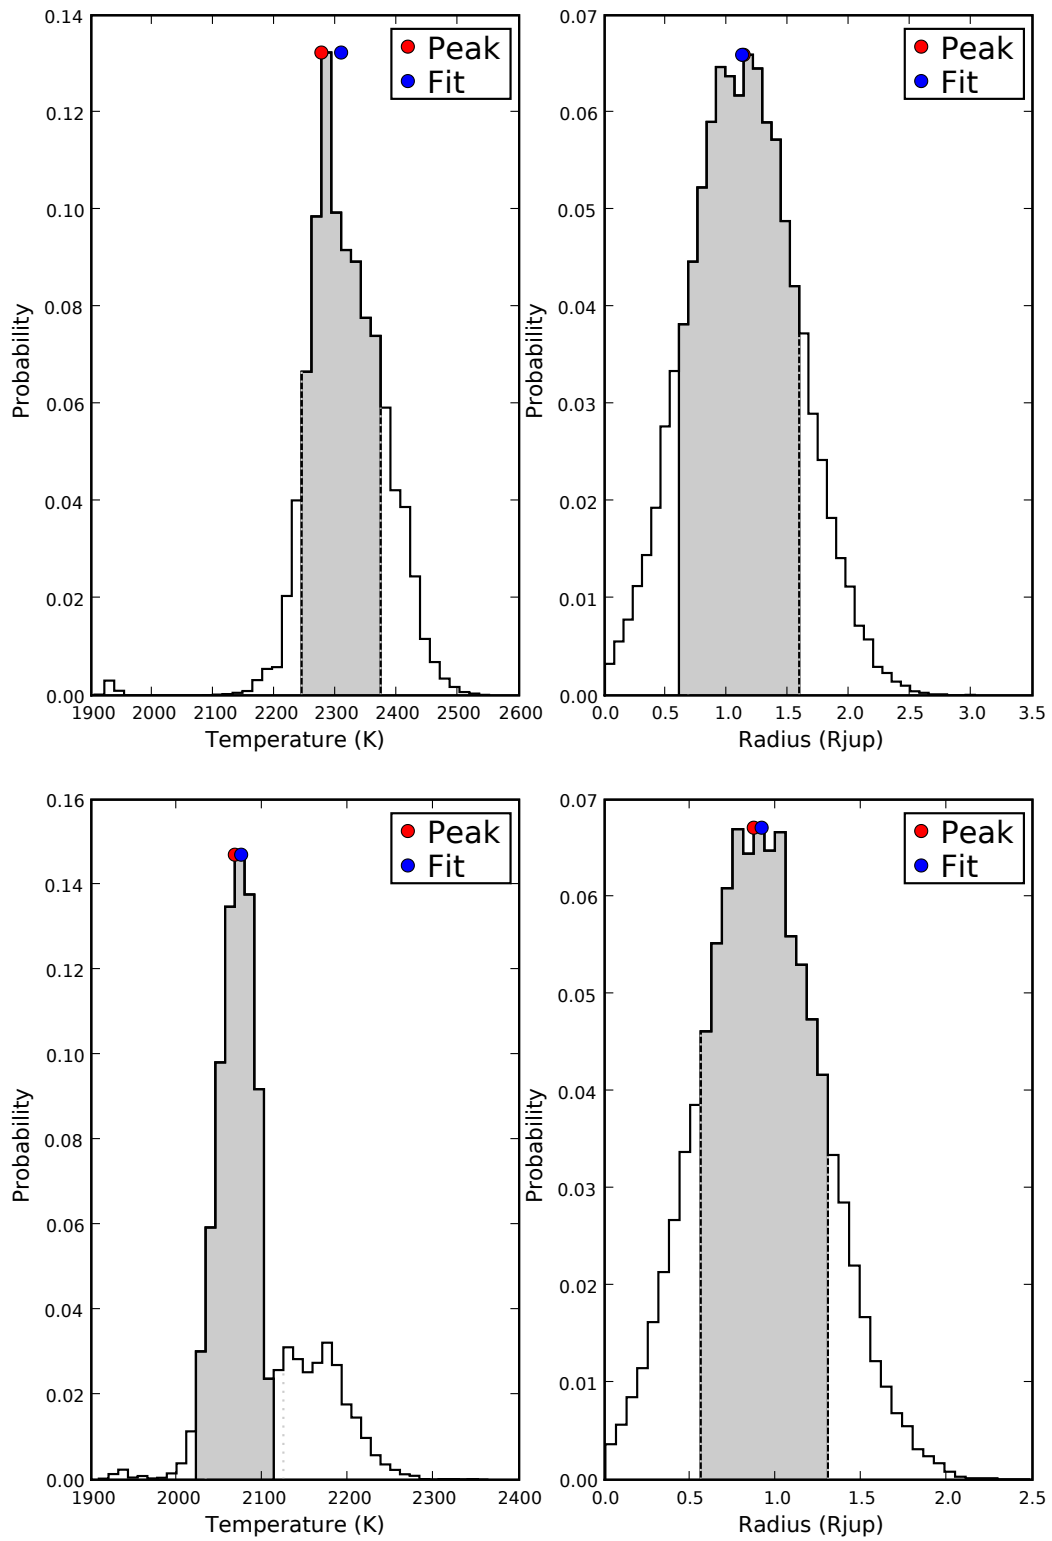 0.14
0.12
0.10
0.08
0.06
0.04
0.02
0.00
Probability
1900 2000 2100 2200 2300 2400 2500 2600
Temperature (K)
Peak
Fit
0.07
0.06
0.05
0.04
0.03
0.02
0.01
0.00
Probability
0.0 0.5 1.0 1.5 2.0 2.5 3.0 3.5
Radius (Rjup)
Peak
Fit
0.16
0.14
0.12
0.10
0.08
0.06
0.04
0.02
0.00
Probability
1900 2000 2100 2200 2300 2400
Temperature (K)
Peak
Fit
0.07
0.06
0.05
0.04
0.03
0.02
0.01
0.00
Probability
0.0 0.5 1.0 1.5 2.0 2.5
Radius (Rjup)
Peak
Fit